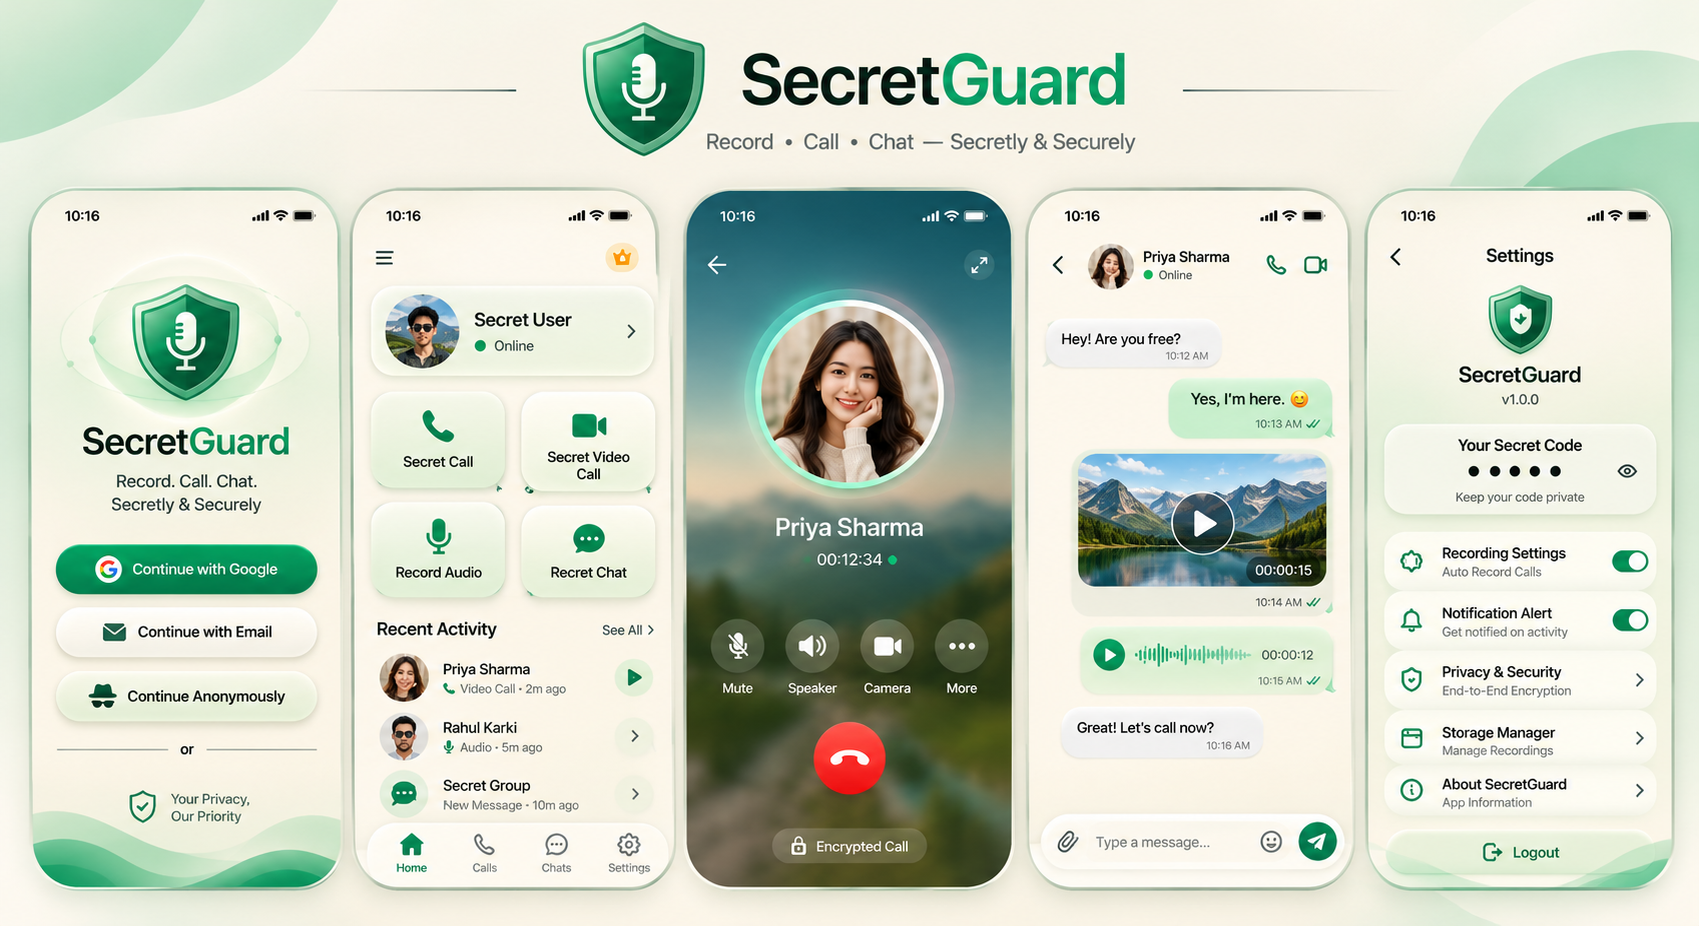 SecretGuard
Record • Call • Chat — Secretly & Securely
10:16
SecretGuard
Record. Call. Chat.
Secretly & Securely
Continue with Google
Continue with Email
Continue Anonymously
or
Your Privacy,
Our Priority
10:16
Secret User
Online
Secret Call
Secret Video
Call
Record Audio
Recret Chat
Recent Activity
See All
Priya Sharma
Video Call • 2m ago
Rahul Karki
Audio • 5m ago
Secret Group
New Message • 10m ago
Home
Calls
Chats
Settings
10:16
Priya Sharma
00:12:34
Mute
Speaker
Camera
More
Encrypted Call
10:16
Priya Sharma
Online
Hey! Are you free?
10:12 AM
Yes, I'm here. 😊
10:13 AM
00:00:15
10:14 AM
00:00:12
10:15 AM
Great! Let's call now?
10:16 AM
Type a message...
10:16
Settings
SecretGuard
v1.0.0
Your Secret Code
Keep your code private
Recording Settings
Auto Record Calls
Notification Alert
Get notified on activity
Privacy & Security
End-to-End Encryption
Storage Manager
Manage Recordings
About SecretGuard
App Information
Logout